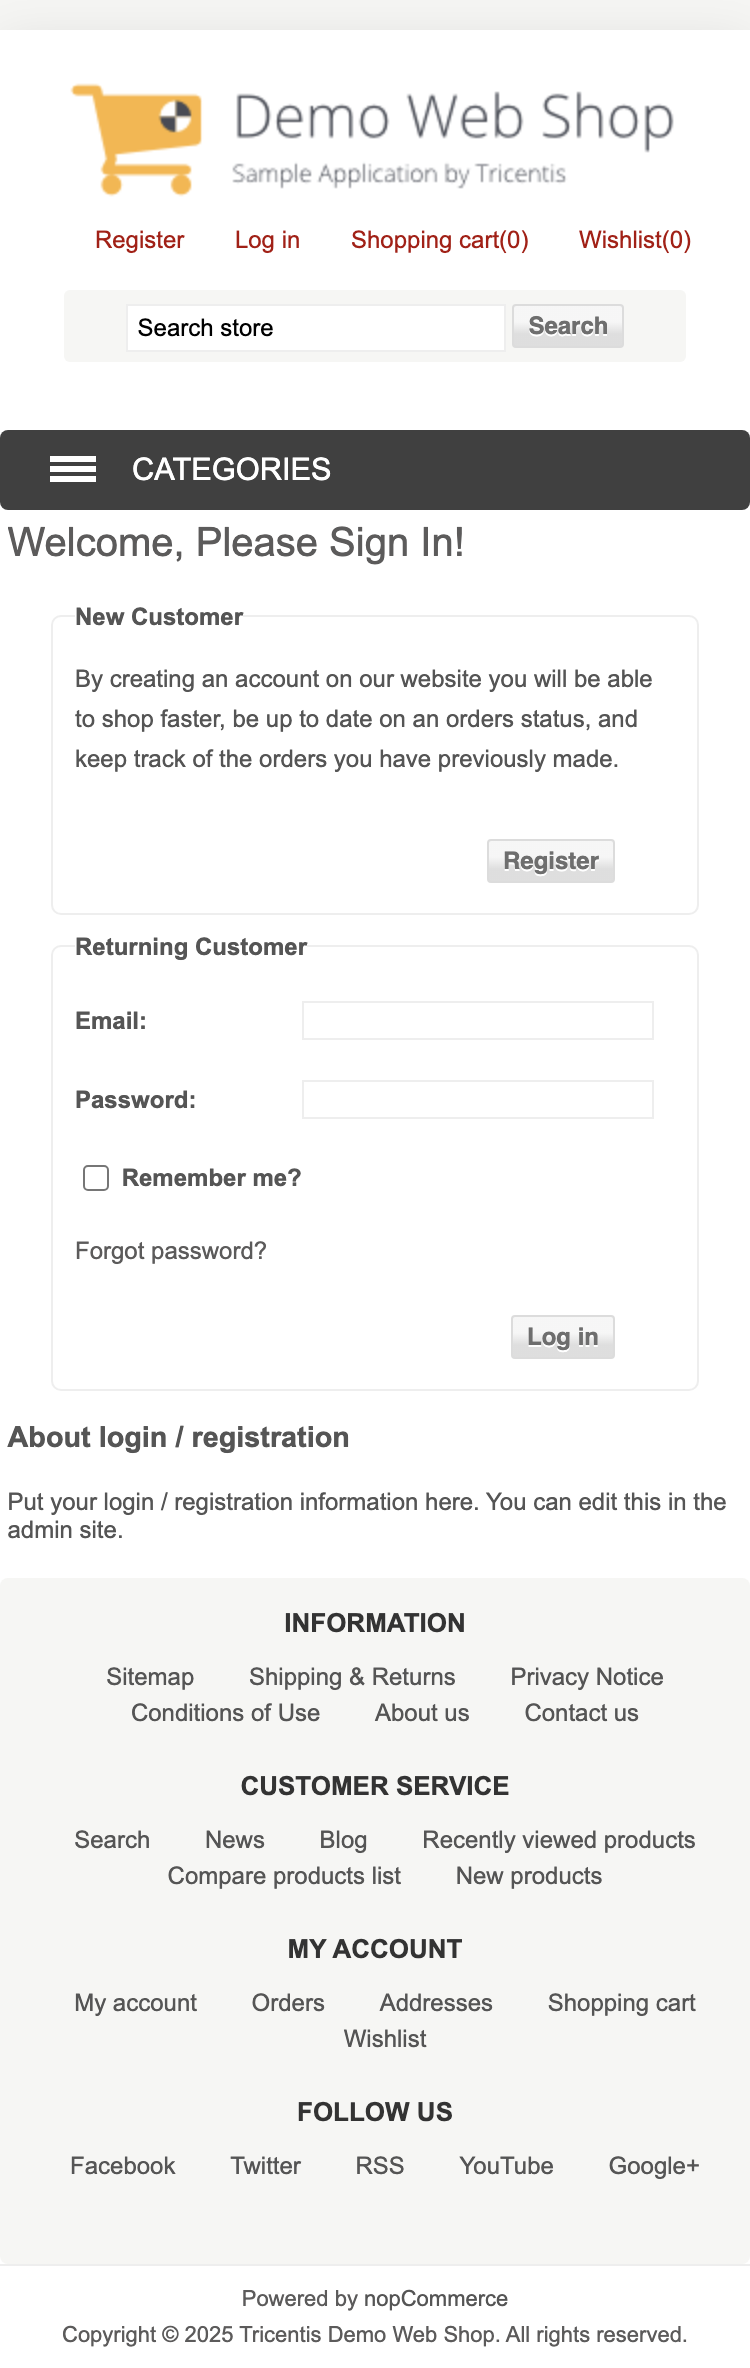 Demo Web Shop
Sample Application by Tricentis
Register Log in Shopping cart(0) Wishlist(0)
Search store Search
CATEGORIES
Welcome, Please Sign In!
New Customer
By creating an account on our website you will be able
to shop faster, be up to date on an orders status, and
keep track of the orders you have previously made.
Register
Returning Customer
Email:
Password:
Remember me?
Forgot password?
Log in
About login / registration
Put your login / registration information here. You can edit this in the
admin site.
INFORMATION
Sitemap Shipping & Returns Privacy Notice
Conditions of Use About us Contact us
CUSTOMER SERVICE
Search News Blog Recently viewed products
Compare products list New products
MY ACCOUNT
My account Orders Addresses Shopping cart
Wishlist
FOLLOW US
Facebook Twitter RSS YouTube Google+
Powered by nopCommerce
Copyright © 2025 Tricentis Demo Web Shop. All rights reserved.